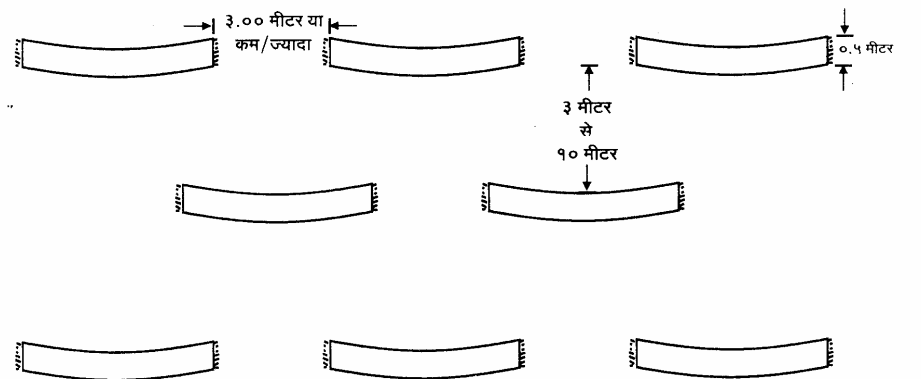 ३.०० मीटर या
कम/ज्यादा
०.५ मीटर
३ मीटर
से
१० मीटर